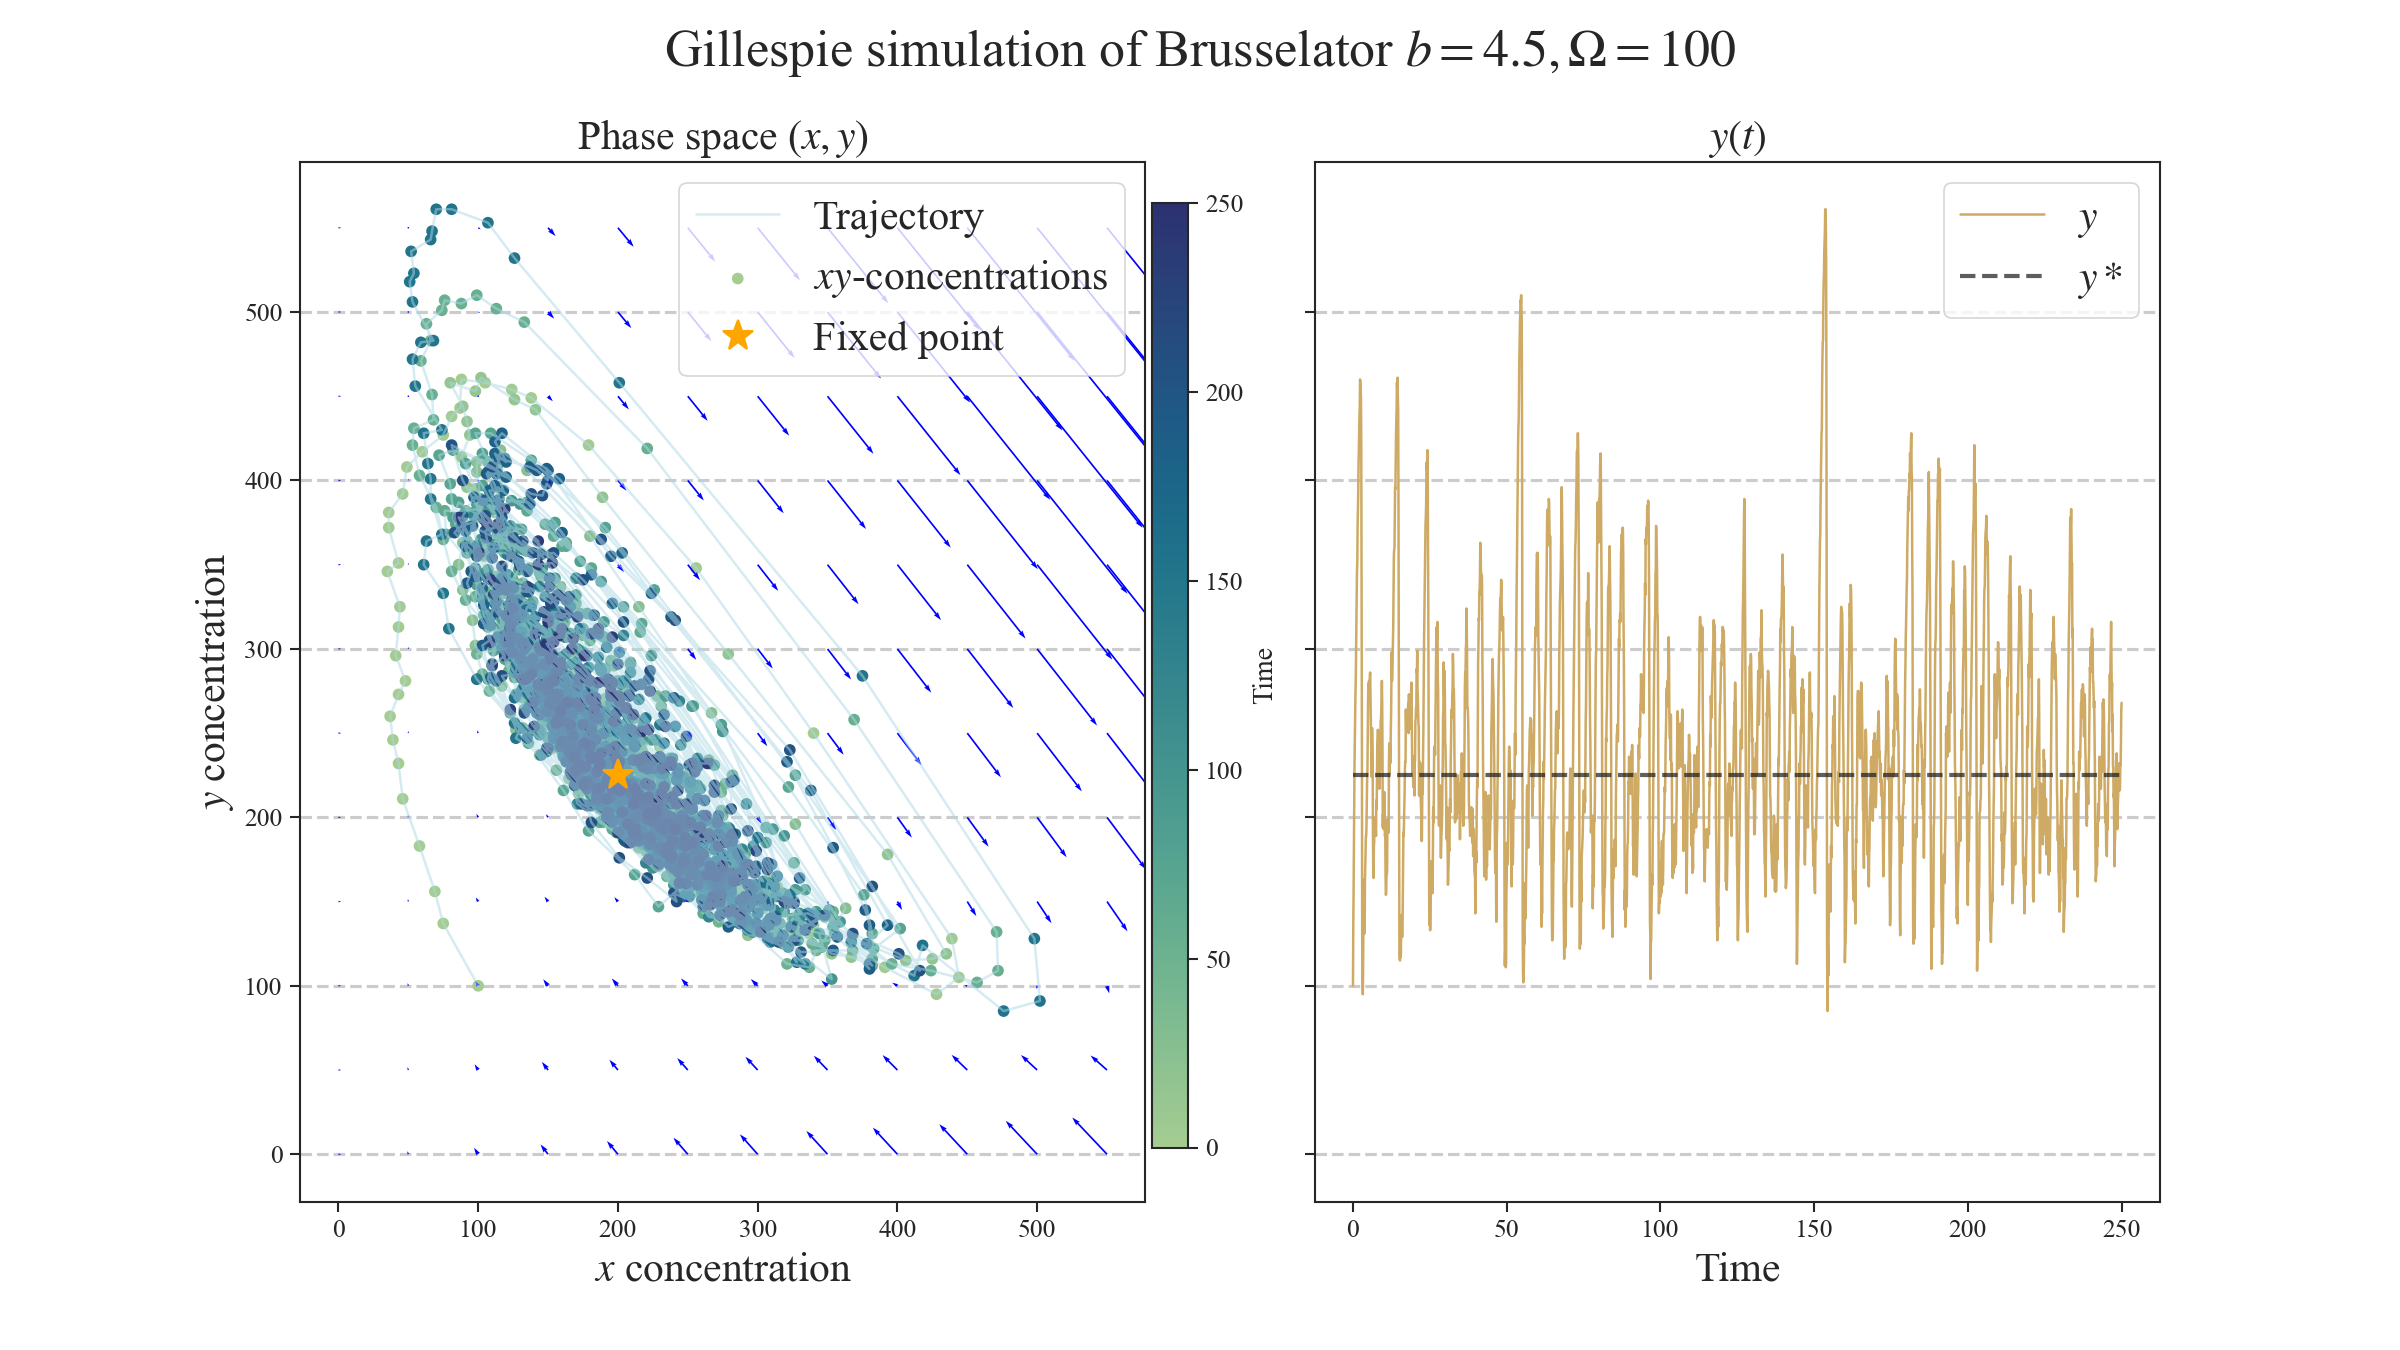 Gillespie simulation of Brusselator b = 4.5, Ω = 100
Phase space (x, y)
Trajectory
xy-concentrations
Fixed point
500
400
300
200
100
0
y concentration
0 100 200 300 400 500
x concentration
250
200
150
100
50
0
Time
y(t)
y
y*
0 50 100 150 200 250
Time